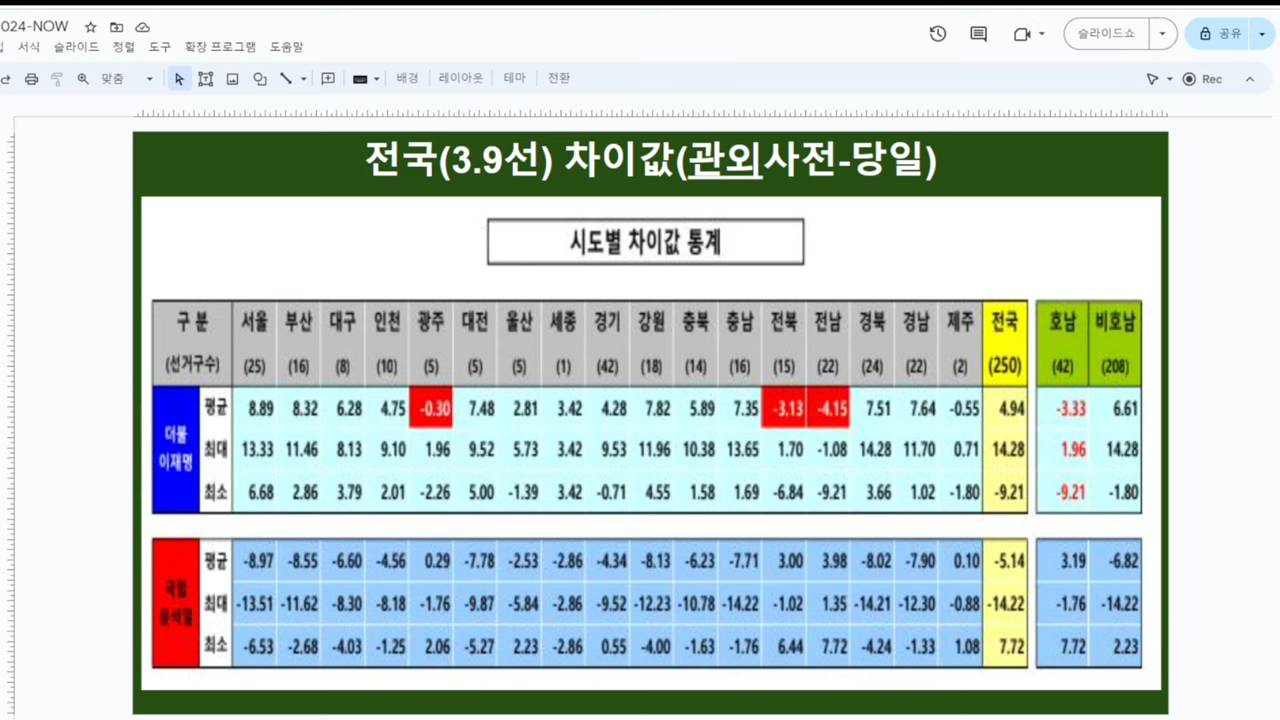 024-NOW
서식 슬라이드 정렬 도구 확장 프로그램 도움말
슬라이드쇼
공유
맞춤
배경 레이아웃 테마 전환
Rec
전국(3.9선) 차이값(관외사전-당일)
시도별 차이값 통계
구 분 서울 부산 대구 인천 광주 대전 울산 세종 경기 강원 충북 충남 전북 전남 경북 경남 제주 전국 호남 비호남
(선거구수) (25) (16) (8) (10) (5) (5) (5) (1) (42) (18) (14) (16) (15) (22) (24) (22) (2) (250) (42) (208)
더불
이재명
평균 8.89 8.32 6.28 4.75 -0.30 7.48 2.81 3.42 4.28 7.82 5.89 7.35 -3.13 -4.15 7.51 7.64 -0.55 4.94 -3.33 6.61
최대 13.33 11.46 8.13 9.10 1.96 9.52 5.73 3.42 9.53 11.96 10.38 13.65 1.70 -1.08 14.28 11.70 0.71 14.28 1.96 14.28
최소 6.68 2.86 3.79 2.01 -2.26 5.00 -1.39 3.42 -0.71 4.55 1.58 1.69 -6.84 -9.21 3.66 1.02 -1.80 -9.21 -9.21 -1.80
국힘
윤석열
평균 -8.97 -8.55 -6.60 -4.56 0.29 -7.78 -2.53 -2.86 -4.34 -8.13 -6.23 -7.71 3.00 3.98 -8.02 -7.90 0.10 -5.14 3.19 -6.82
최대 -13.51 -11.62 -8.30 -8.18 -1.76 -9.87 -5.84 -2.86 -9.52 -12.23 -10.78 -14.22 -1.02 1.35 -14.21 -12.30 -0.88 -14.22 -1.76 -14.22
최소 -6.53 -2.68 -4.03 -1.25 2.06 -5.27 2.23 -2.86 0.55 -4.00 -1.63 -1.76 6.44 7.72 -4.24 -1.33 1.08 7.72 7.72 2.23